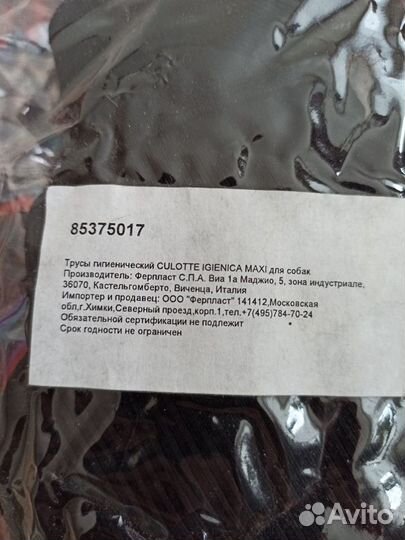 85375017
Трусы гигиенический CULOTTE IGIENICA MAXI для собак
Производитель: Ферпласт С.П.А. Виа 1а Маджио, 5, зона индустриале,
36070, Кастельгомберто, Виченца, Италия
Импортер и продавец: ООО "Ферпласт" 141412,Московская
обл,г.Химки,Северный проезд,корп.1,тел.+7(495)784-70-24
Обязательной сертификации не подлежит
Срок годности не ограничен
Avito